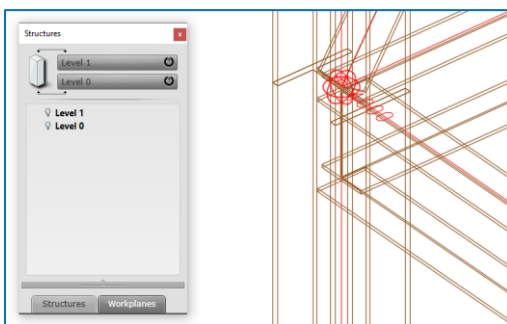 Structures
x
Level 1
Level 0
Level 1
Level 0
Structures
Workplanes